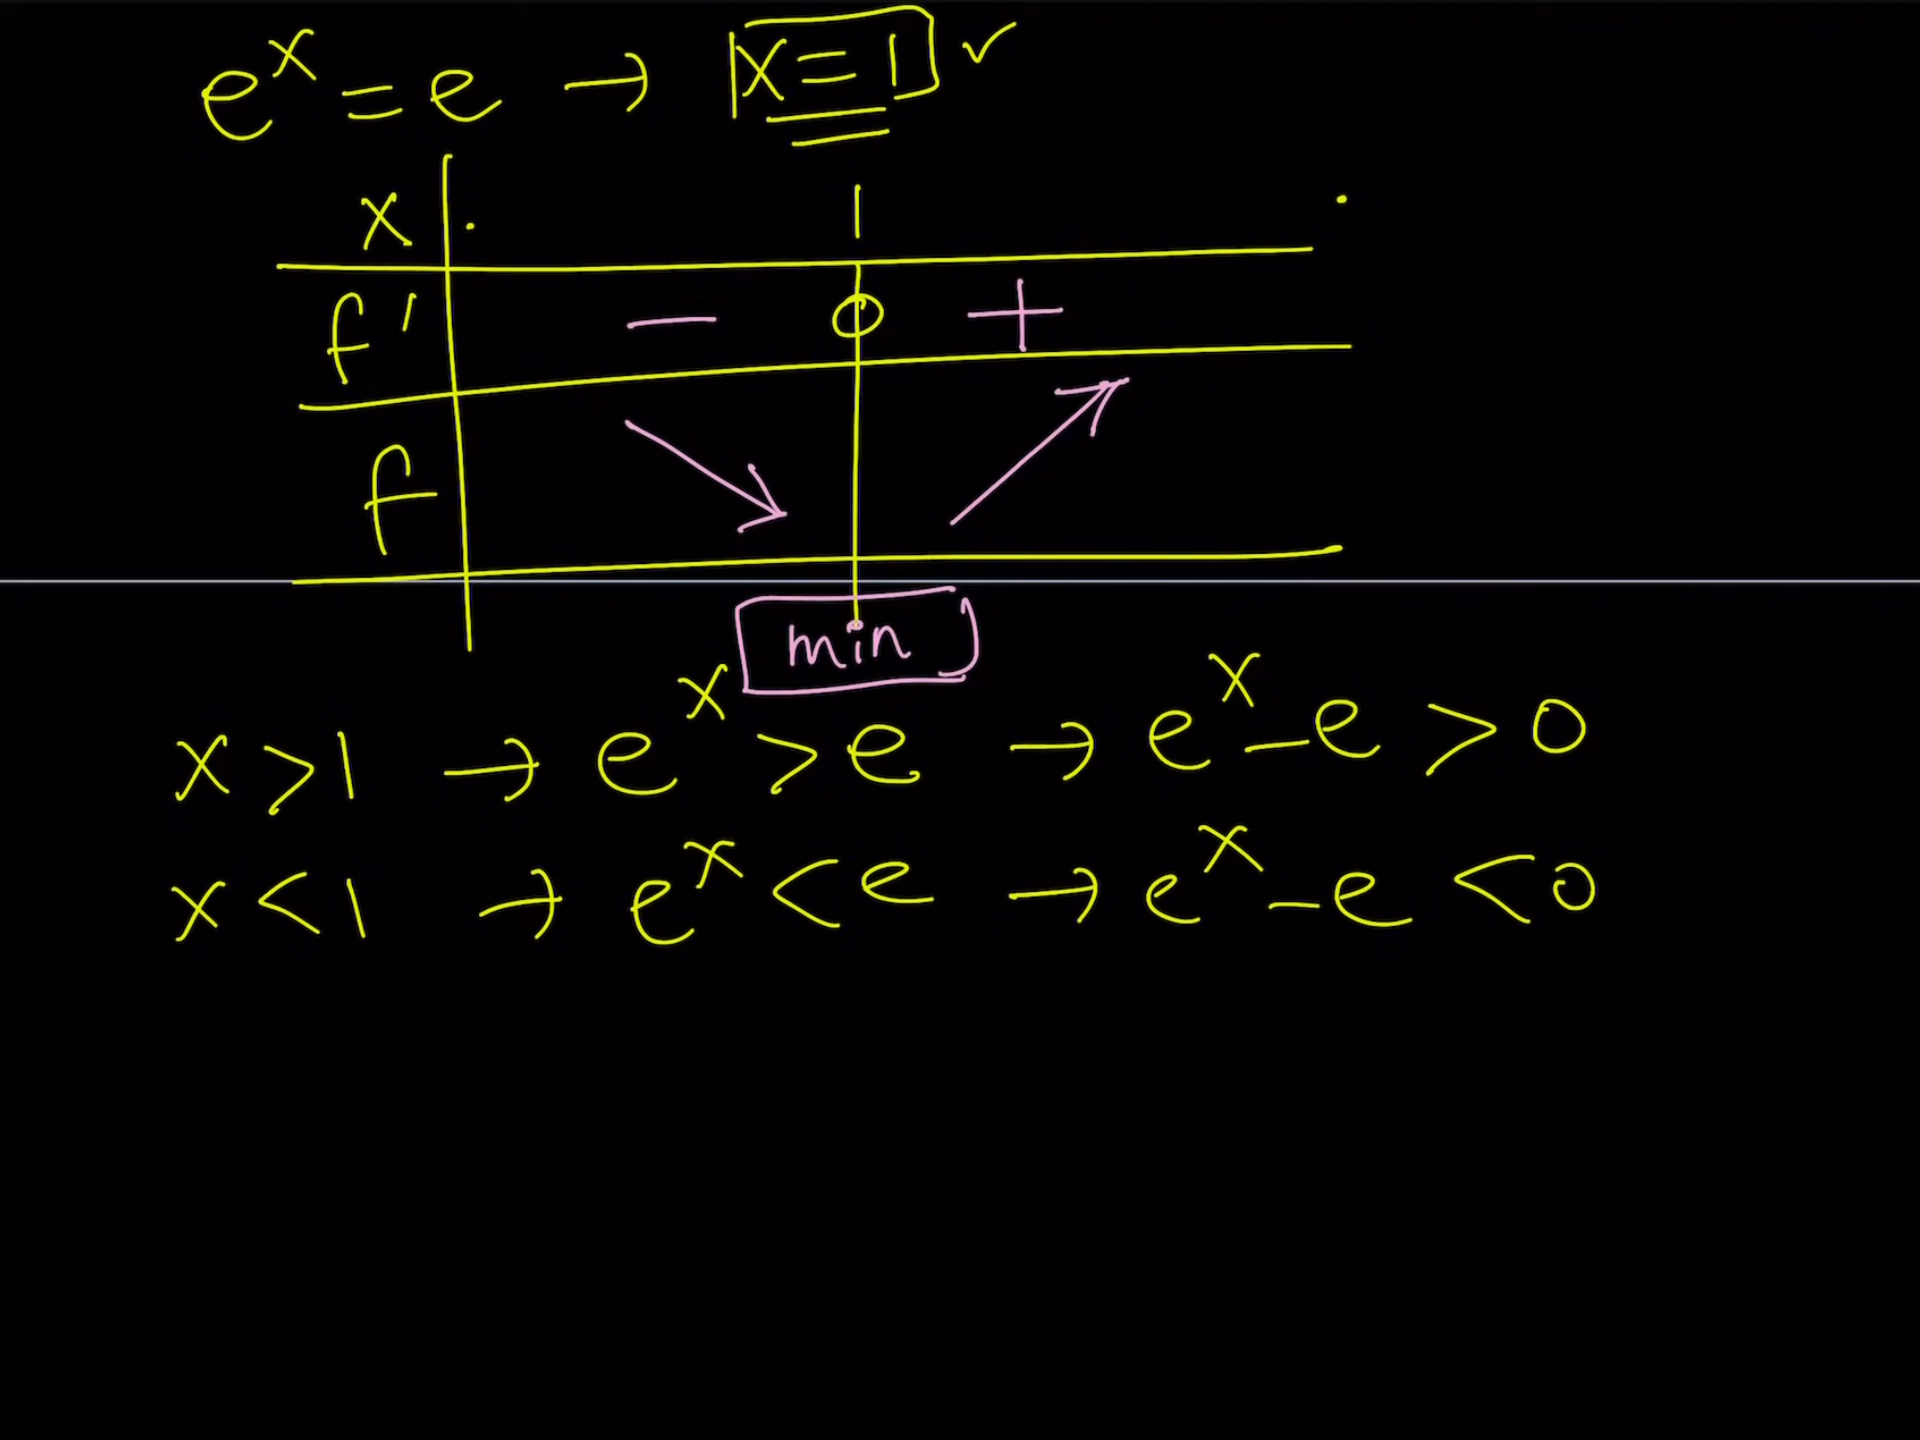 e^x = e → x = 1 ✓
x . 1 .
f' − 0 +
f ↘ ↗
min
x > 1 → e^x > e → e^x − e > 0
x < 1 → e^x < e → e^x − e < 0